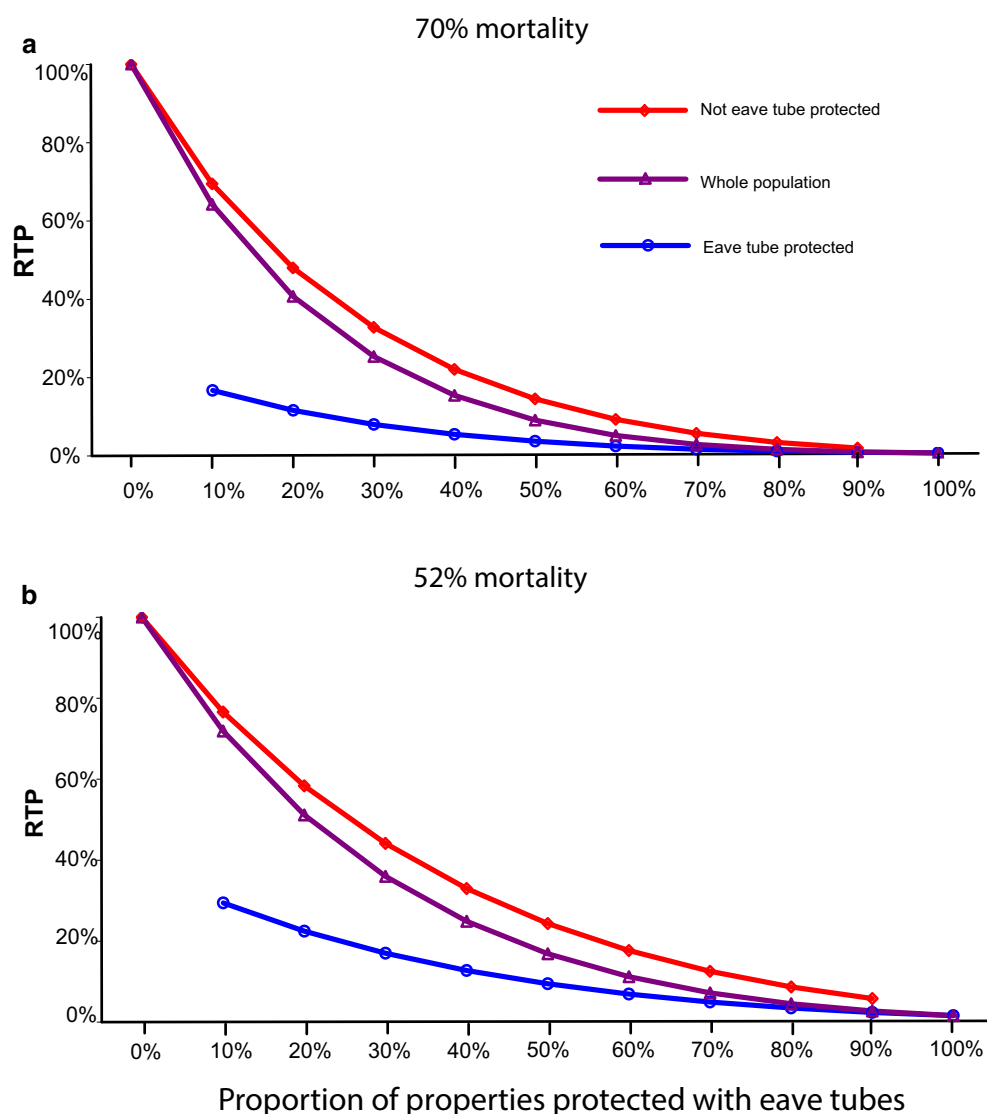 70% mortality
a
100%
80%
60%
40%
20%
0%
RTP
Not eave tube protected
Whole population
Eave tube protected
0% 10% 20% 30% 40% 50% 60% 70% 80% 90% 100%
52% mortality
b
100%
80%
60%
40%
20%
0%
RTP
0% 10% 20% 30% 40% 50% 60% 70% 80% 90% 100%
Proportion of properties protected with eave tubes